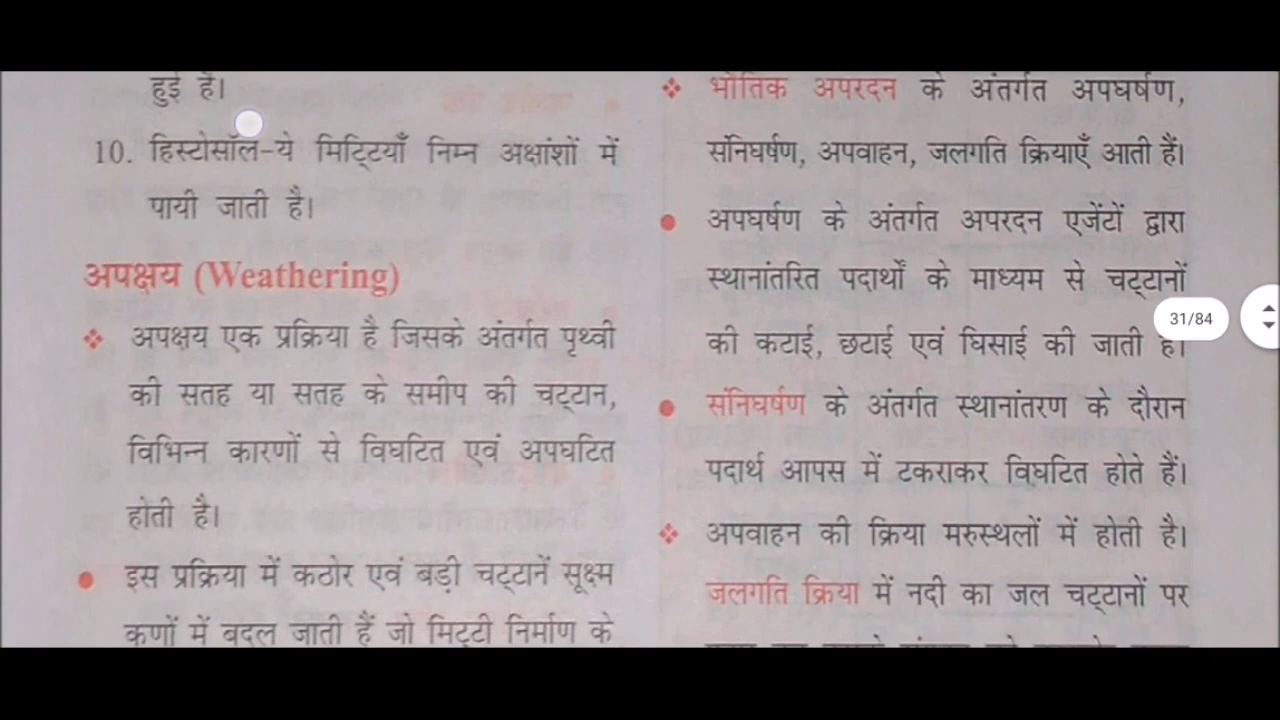 हुई है।
10. हिस्टोसॉल-ये मिट्टियाँ निम्न अक्षांशों में
पायी जाती है।
अपक्षय (Weathering)
❖ अपक्षय एक प्रक्रिया है जिसके अंतर्गत पृथ्वी
की सतह या सतह के समीप की चट्टान,
विभिन्न कारणों से विघटित एवं अपघटित
होती है।
● इस प्रक्रिया में कठोर एवं बड़ी चट्टानें सूक्ष्म
कणों में बदल जाती हैं जो मिट्टी निर्माण के
❖ भौतिक अपरदन के अंतर्गत अपघर्षण,
संनिघर्षण, अपवाहन, जलगति क्रियाएँ आती हैं।
● अपघर्षण के अंतर्गत अपरदन एजेंटों द्वारा
स्थानांतरित पदार्थों के माध्यम से चट्टानों
की कटाई, छटाई एवं घिसाई की जाती है।
● संनिघर्षण के अंतर्गत स्थानांतरण के दौरान
पदार्थ आपस में टकराकर विघटित होते हैं।
❖ अपवाहन की क्रिया मरुस्थलों में होती है।
जलगति क्रिया में नदी का जल चट्टानों पर
31/84